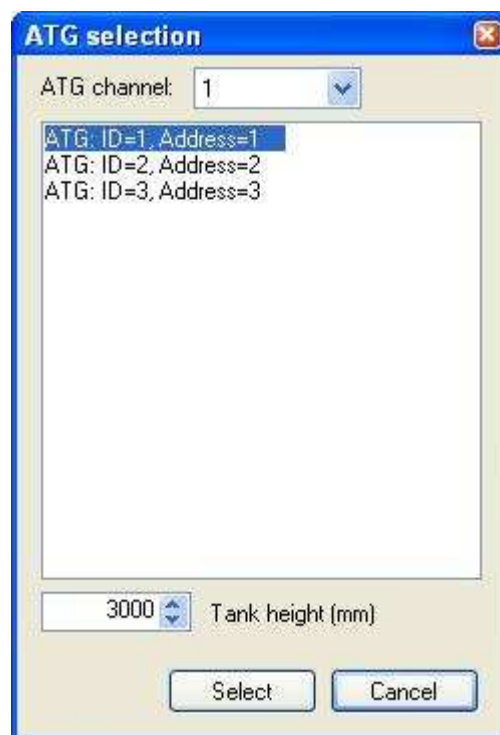 ATG selection
ATG channel: 1
ATG: ID=1, Address=1
ATG: ID=2, Address=2
ATG: ID=3, Address=3
3000 Tank height (mm)
Select Cancel